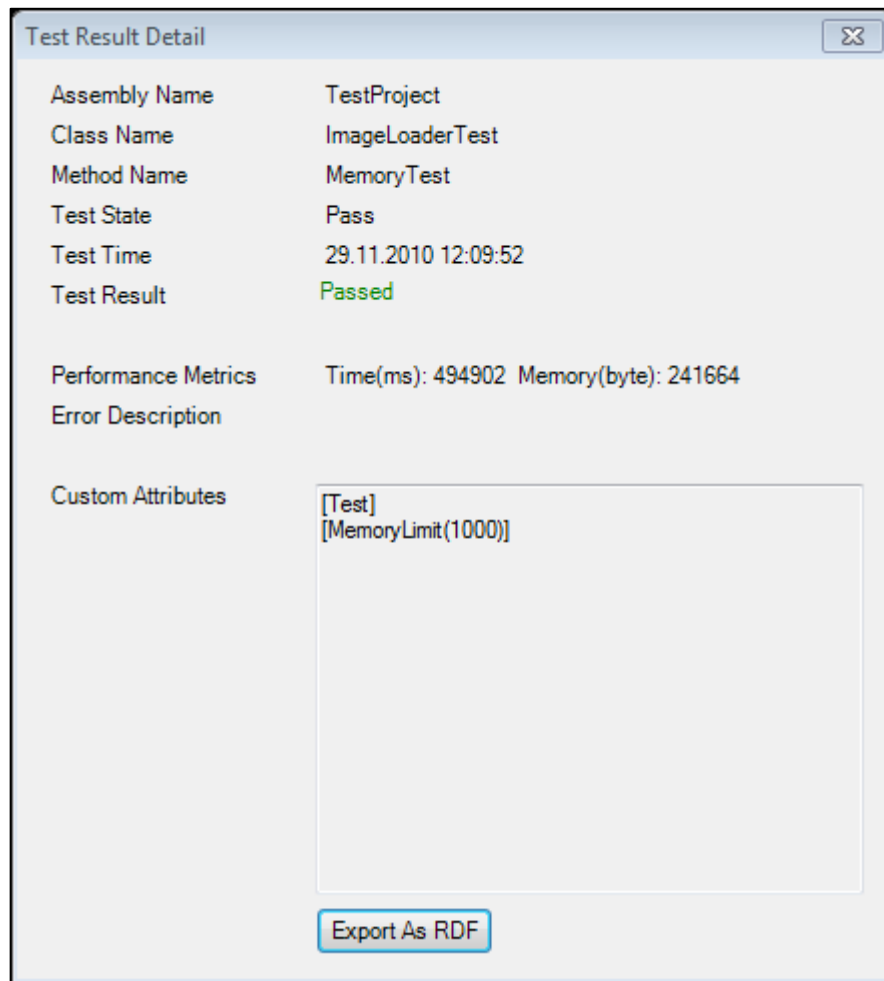 Test Result Detail
Assembly Name TestProject
Class Name ImageLoaderTest
Method Name MemoryTest
Test State Pass
Test Time 29.11.2010 12:09:52
Test Result Passed
Performance Metrics Time(ms): 494902 Memory(byte): 241664
Error Description
Custom Attributes
[Test]
[MemoryLimit(1000)]
Export As RDF